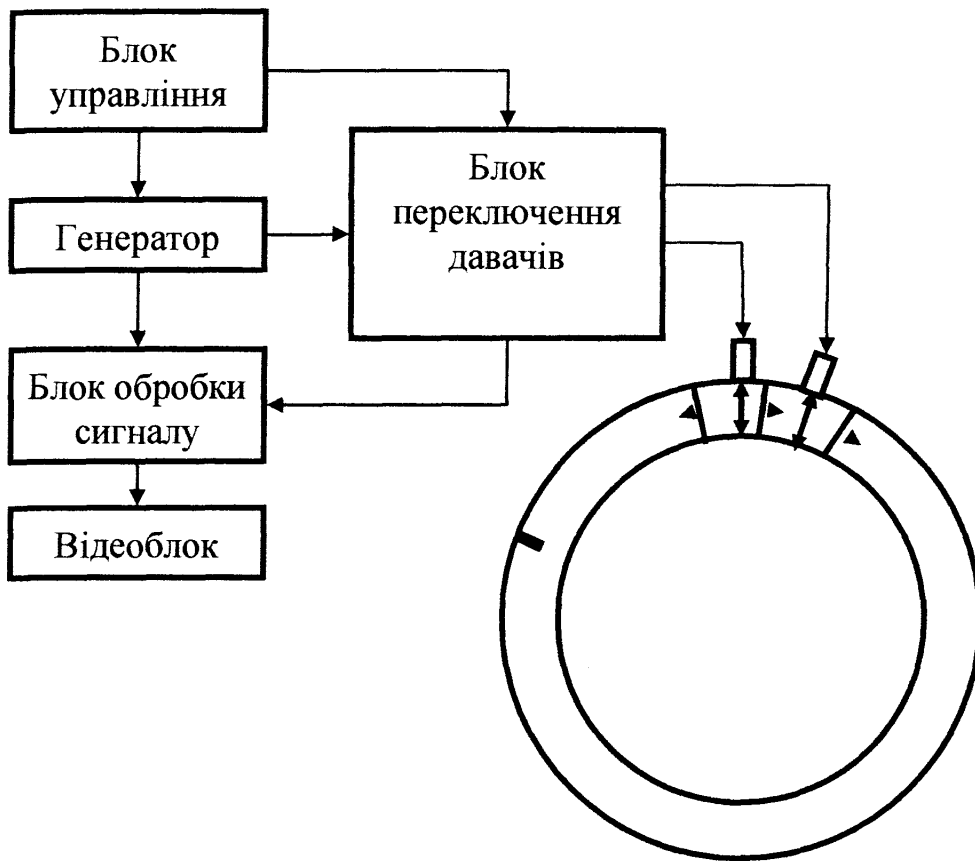 Блок
управління
Генератор
Блок
переключення
давачів
Блок обробки
сигналу
Відеоблок